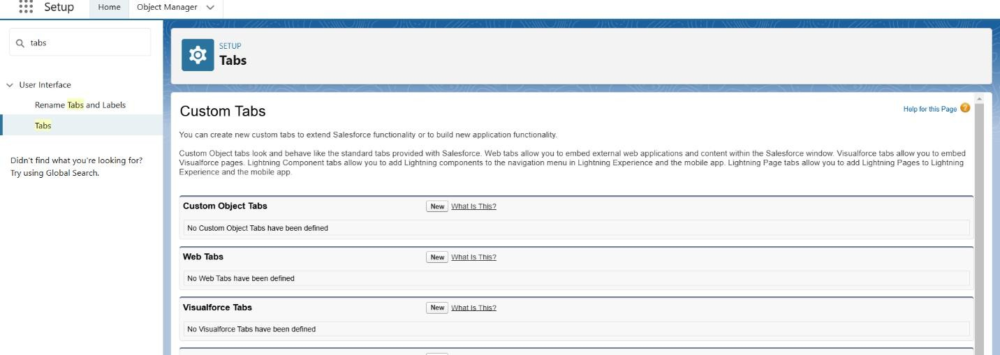 Setup
Home
Object Manager
tabs
User Interface
Rename Tabs and Labels
Tabs
Didn't find what you're looking for?
Try using Global Search.
SETUP
Tabs
Custom Tabs
Help for this Page
?
You can create new custom tabs to extend Salesforce functionality or to build new application functionality.
Custom Object tabs look and behave like the standard tabs provided with Salesforce. Web tabs allow you to embed external web applications and content within the Salesforce window. Visualforce tabs allow you to embed
Visualforce pages. Lightning Component tabs allow you to add Lightning components to the navigation menu in Lightning Experience and the mobile app. Lightning Page tabs allow you to add Lightning Pages to Lightning
Experience and the mobile app.
Custom Object Tabs
New
What Is This?
No Custom Object Tabs have been defined
Web Tabs
New
What Is This?
No Web Tabs have been defined
Visualforce Tabs
New
What Is This?
No Visualforce Tabs have been defined